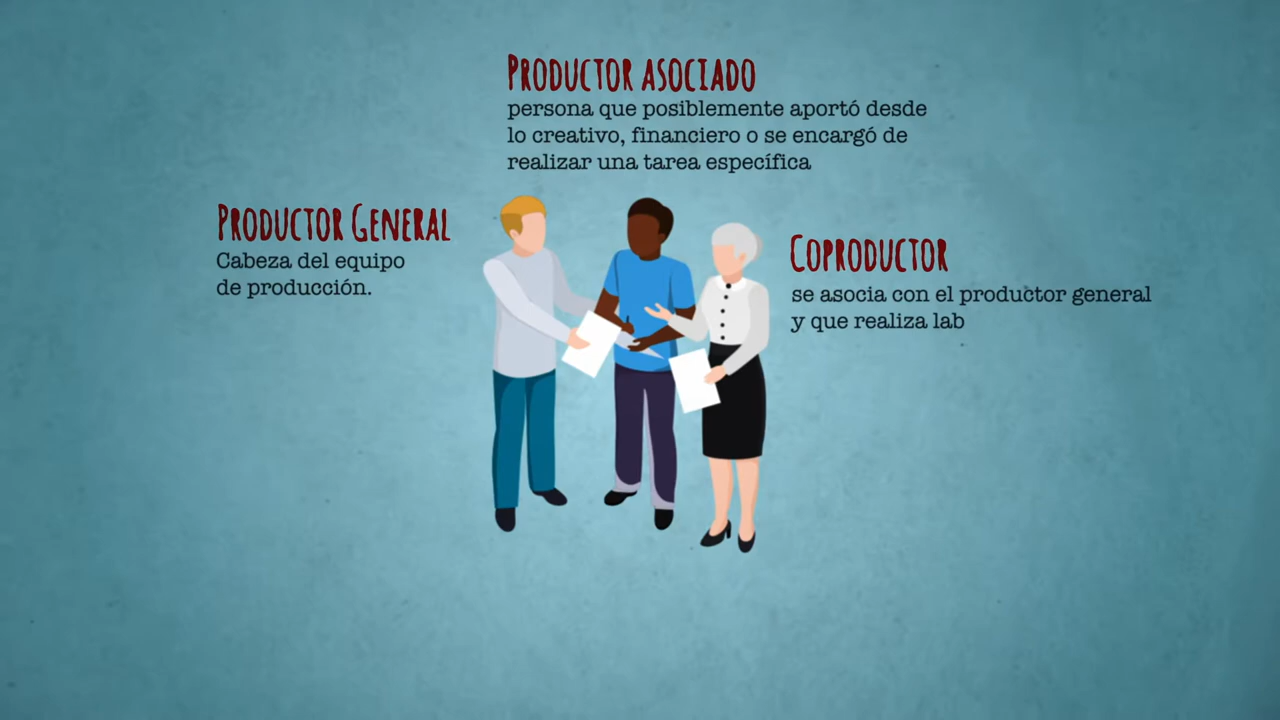 Productor asociado
persona que posiblemente aportó desde
lo creativo, financiero o se encargó de
realizar una tarea específica
Productor General
Cabeza del equipo
de producción.
Coproductor
se asocia con el productor general
y que realiza lab